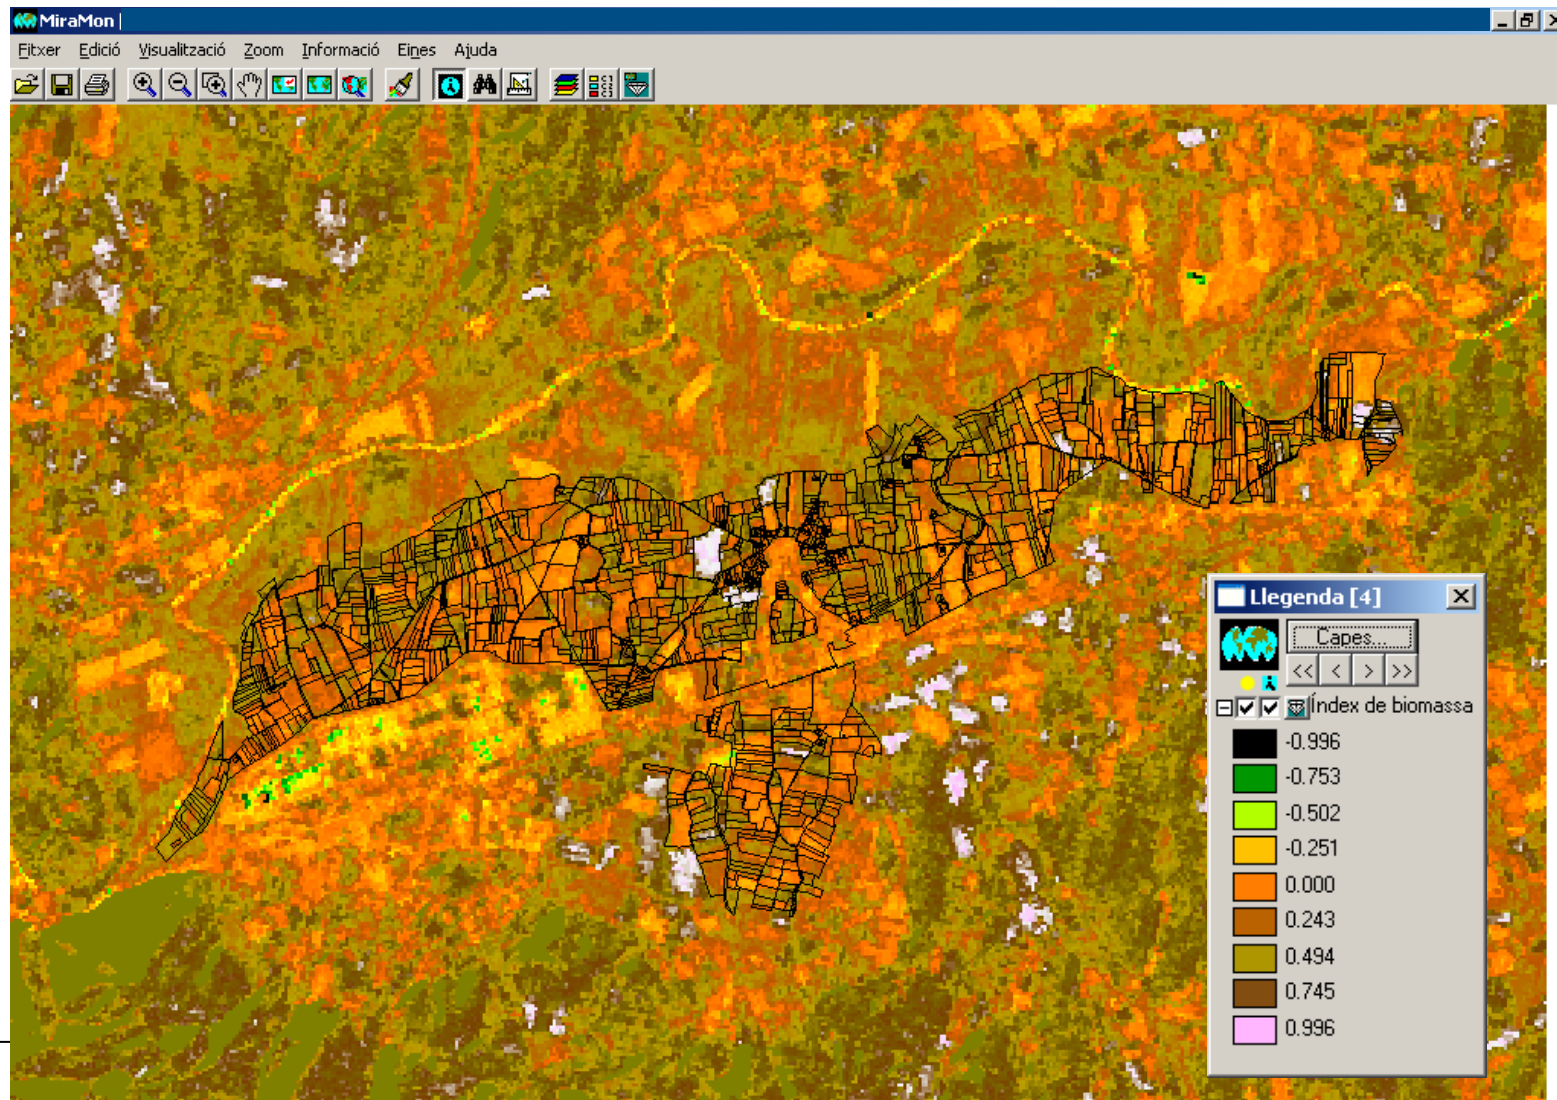 MiraMon
Fitxer Edició Visualització Zoom Informació Eines Ajuda
Llegenda [4]
Capes...
<< < > >>
Índex de biomassa
-0.996
-0.753
-0.502
-0.251
0.000
0.243
0.494
0.745
0.996